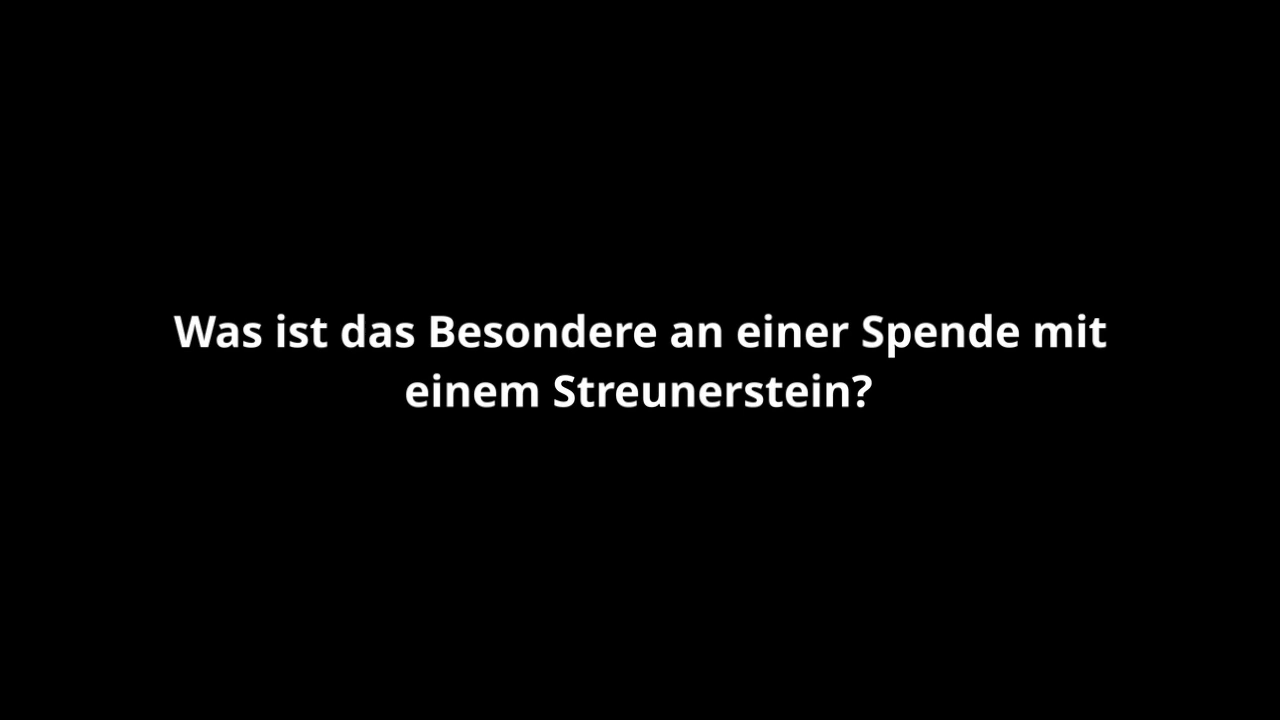 Was ist das Besondere an einer Spende mit
einem Streunerstein?